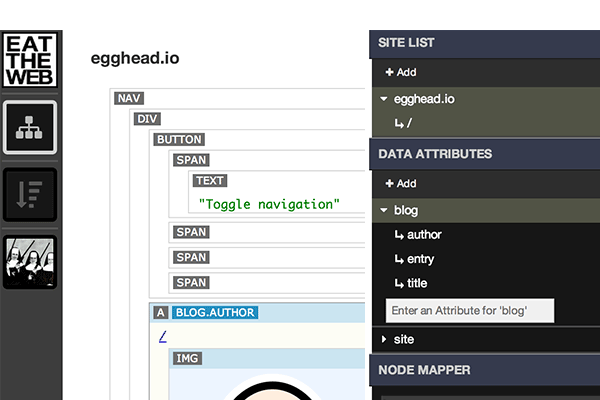 EAT
THE
WEB
egghead.io
NAV
DIV
BUTTON
SPAN
TEXT
"Toggle navigation"
SPAN
SPAN
SPAN
A BLOG.AUTHOR
/
IMG
SITE LIST
+ Add
egghead.io
/
DATA ATTRIBUTES
+ Add
blog
author
entry
title
Enter an Attribute for 'blog'
site
NODE MAPPER